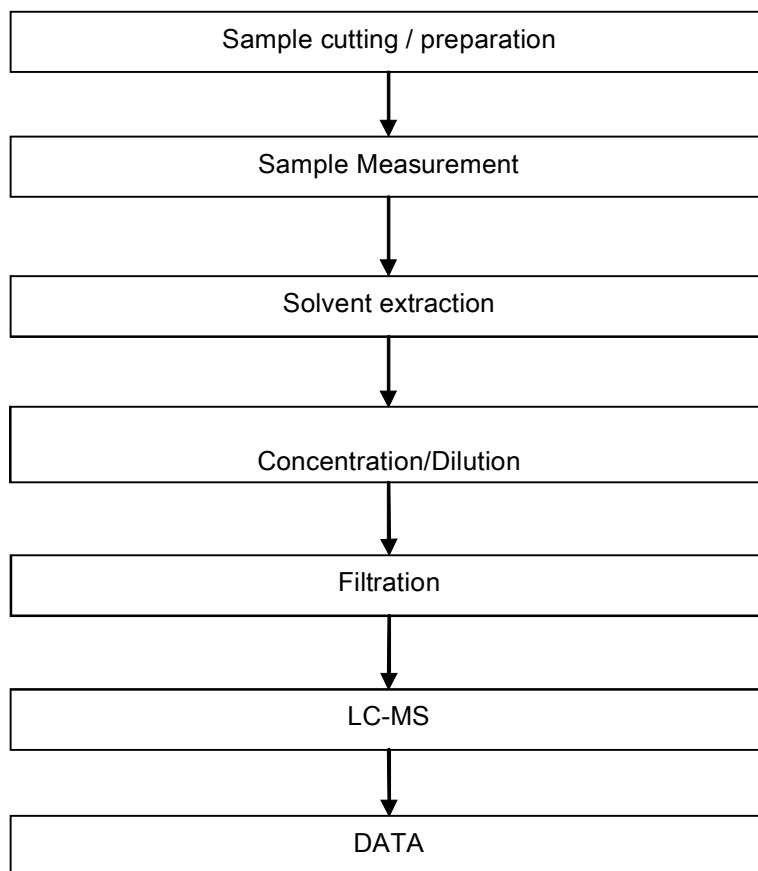 Sample cutting / preparation
Sample Measurement
Solvent extraction
Concentration/Dilution
Filtration
LC-MS
DATA